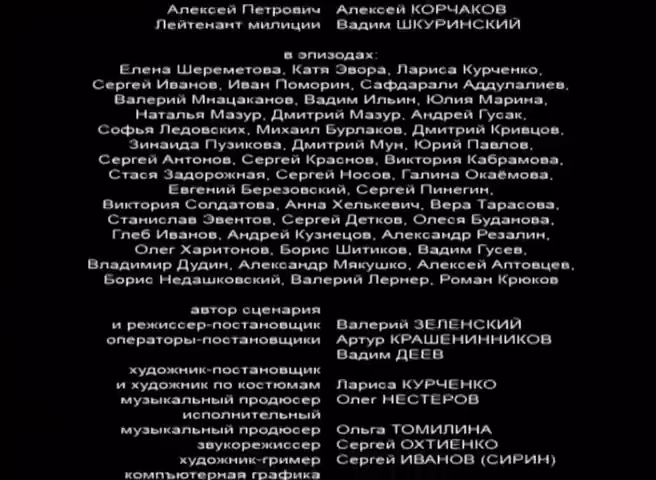 Алексей Петрович Алексей КОРЧАКОВ
Лейтенант милиции Вадим ШКУРИНСКИЙ
в эпизодах:
Елена Шереметова, Катя Эвора, Лариса Курченко,
Сергей Иванов, Иван Поморин, Сафдарали Аддулалиев,
Валерий Мнацаканов, Вадим Ильин, Юлия Марина,
Наталья Мазур, Дмитрий Мазур, Андрей Гусак,
Софья Ледовских, Михаил Бурлаков, Дмитрий Кривцов,
Зинаида Пузикова, Дмитрий Мун, Юрий Павлов,
Сергей Антонов, Сергей Краснов, Виктория Кабрамова,
Стася Задорожная, Сергей Носов, Галина Окаёмова,
Евгений Березовский, Сергей Пинегин,
Виктория Солдатова, Анна Хелькевич, Вера Тарасова,
Станислав Эвентов, Сергей Детков, Олеся Буданова,
Глеб Иванов, Андрей Кузнецов, Александр Резалин,
Олег Харитонов, Борис Шитиков, Вадим Гусев,
Владимир Дудин, Александр Мякушко, Алексей Аптовцев,
Борис Недашковский, Валерий Лернер, Роман Крюков
автор сценария
и режиссер-постановщик Валерий ЗЕЛЕНСКИЙ
операторы-постановщики Артур КРАШЕНИННИКОВ
Вадим ДЕЕВ
художник-постановщик
и художник по костюмам Лариса КУРЧЕНКО
музыкальный продюсер Олег НЕСТЕРОВ
исполнительный
музыкальный продюсер Ольга ТОМИЛИНА
звукорежиссер Сергей ОХТИЕНКО
художник-гример Сергей ИВАНОВ (СИРИН)
компьютерная графика